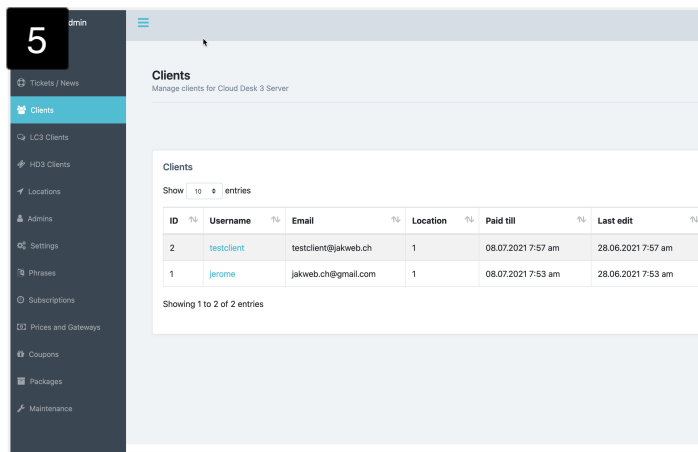 5
dmin
Tickets / News
Clients
LC3 Clients
HD3 Clients
Locations
Admins
Settings
Phrases
Subscriptions
Prices and Gateways
Coupons
Packages
Maintenance
Clients
Manage clients for Cloud Desk 3 Server
Clients
Show 10 entries
ID Username Email Location Paid till Last edit
2 testclient testclient@jakweb.ch 1 08.07.2021 7:57 am 28.06.2021 7:57 am
1 jerome jakweb.ch@gmail.com 1 08.07.2021 7:53 am 28.06.2021 7:53 am
Showing 1 to 2 of 2 entries